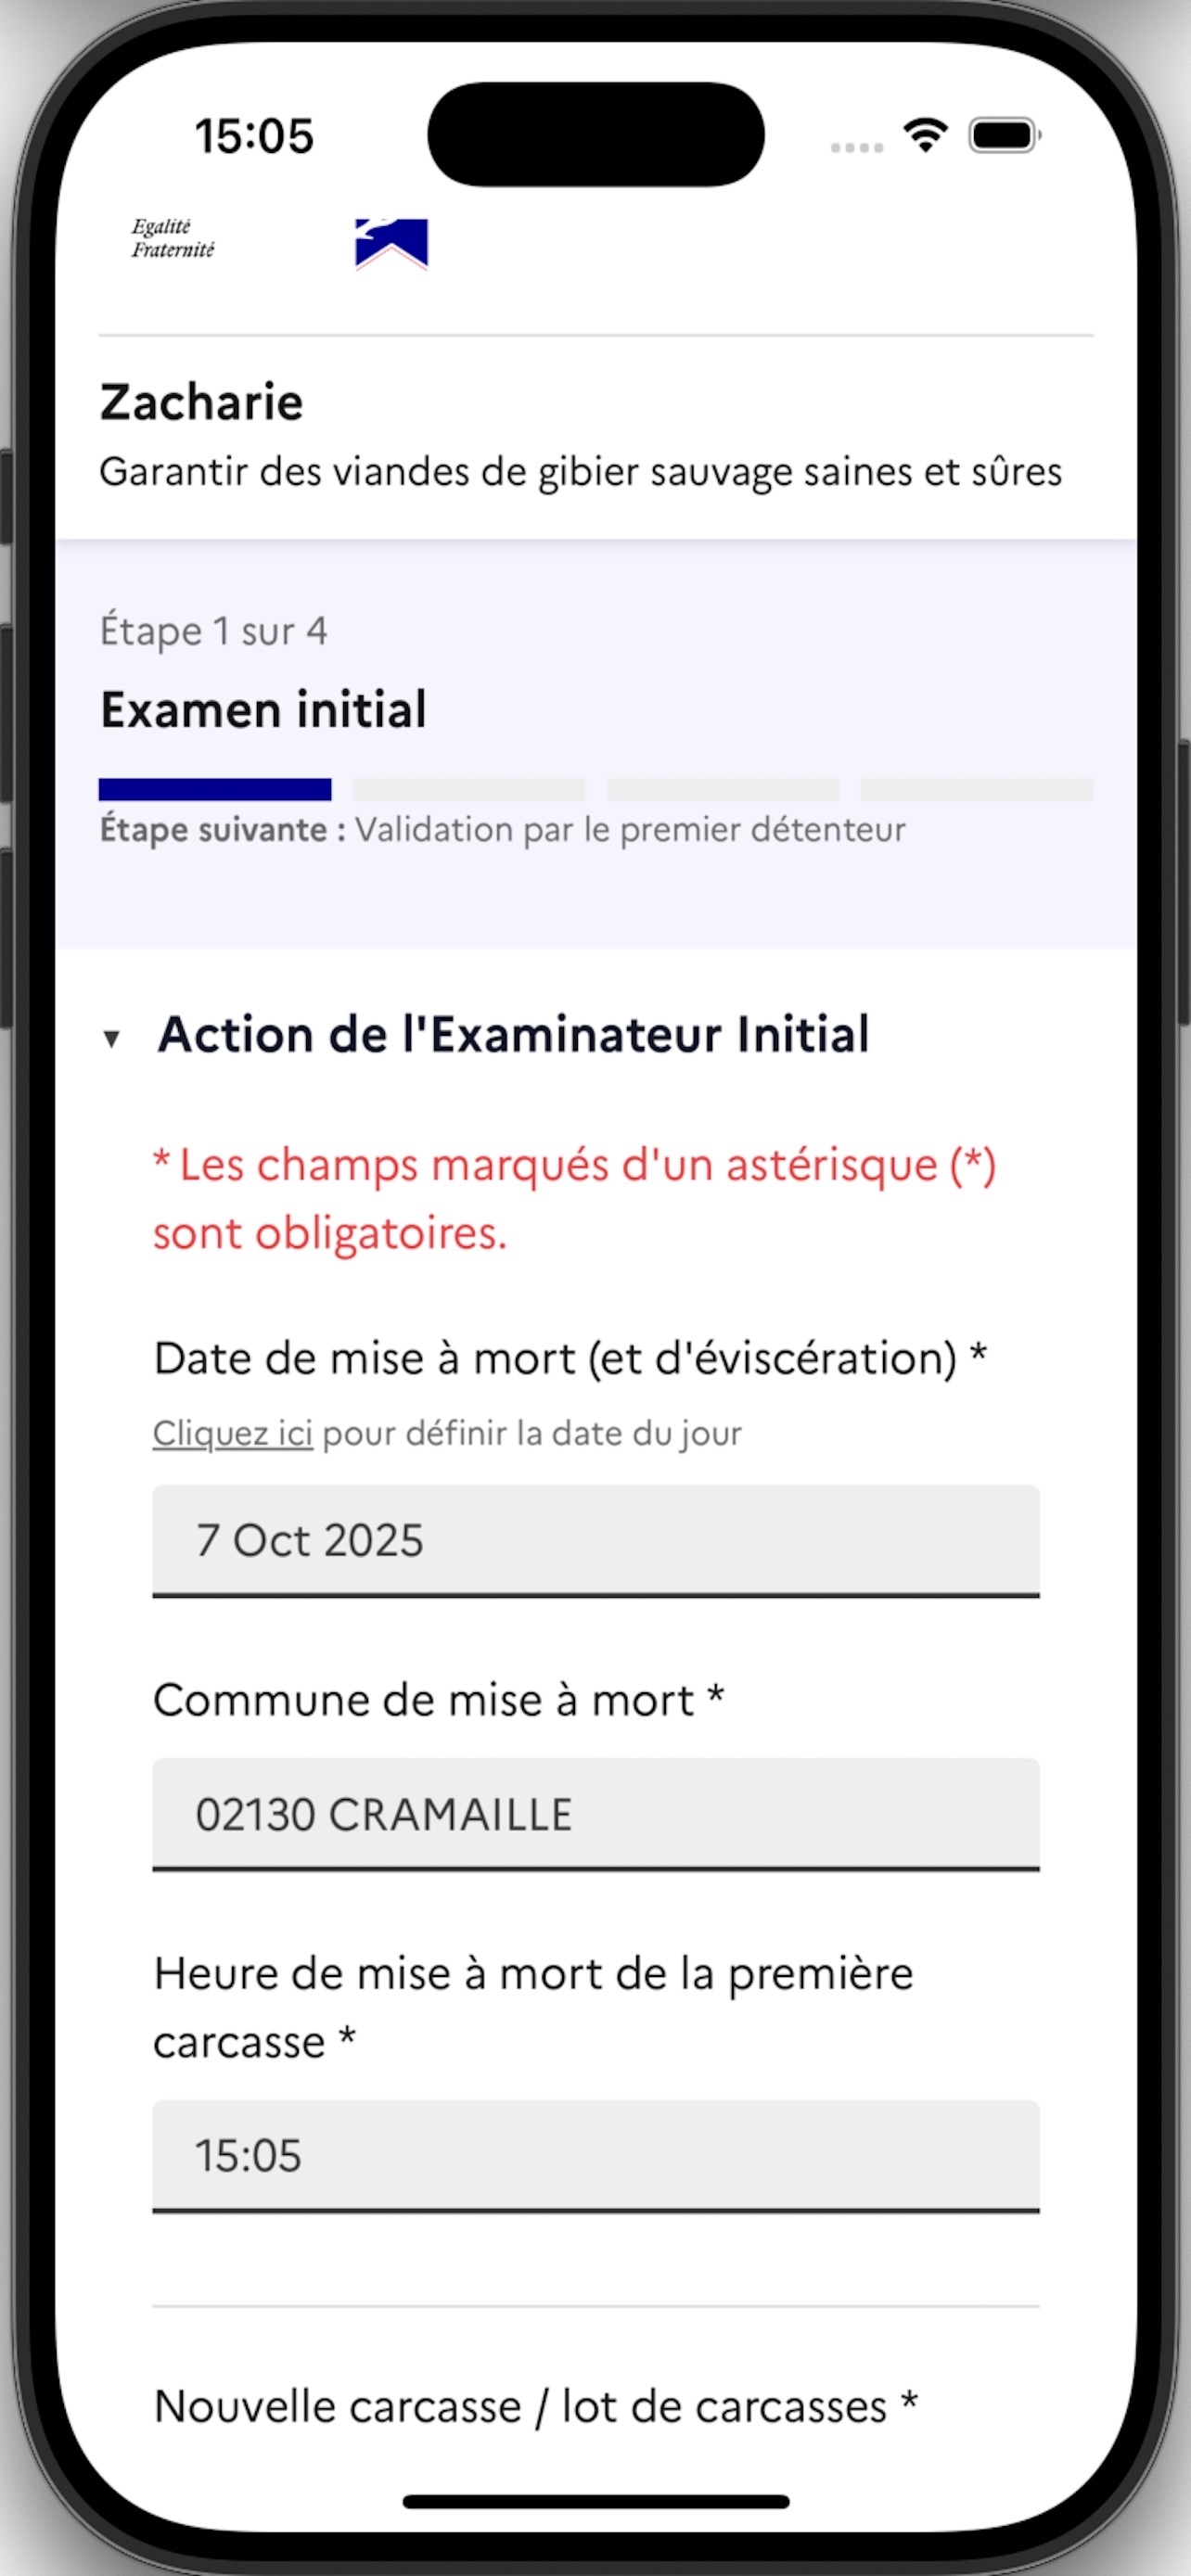 15:05
Egalité
Fraternité
Zacharie
Garantir des viandes de gibier sauvage saines et sûres
Étape 1 sur 4
Examen initial
Étape suivante : Validation par le premier détenteur
▼ Action de l'Examinateur Initial
* Les champs marqués d'un astérisque (*)
sont obligatoires.
Date de mise à mort (et d'éviscération) *
Cliquez ici pour définir la date du jour
7 Oct 2025
Commune de mise à mort *
02130 CRAMAILLE
Heure de mise à mort de la première
carcasse *
15:05
Nouvelle carcasse / lot de carcasses *